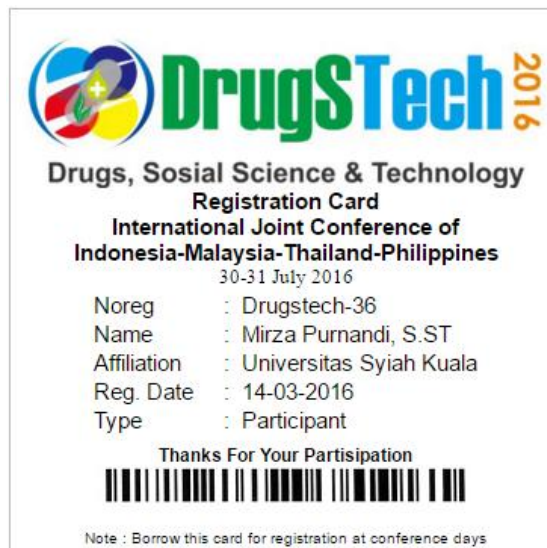 DrugSTech 2016
Drugs, Sosial Science & Technology
Registration Card
International Joint Conference of
Indonesia-Malaysia-Thailand-Philippines
30-31 July 2016
Noreg : Drugstech-36
Name : Mirza Purnandi, S.ST
Affiliation : Universitas Syiah Kuala
Reg. Date : 14-03-2016
Type : Participant
Thanks For Your Partisipation
Note : Borrow this card for registration at conference days